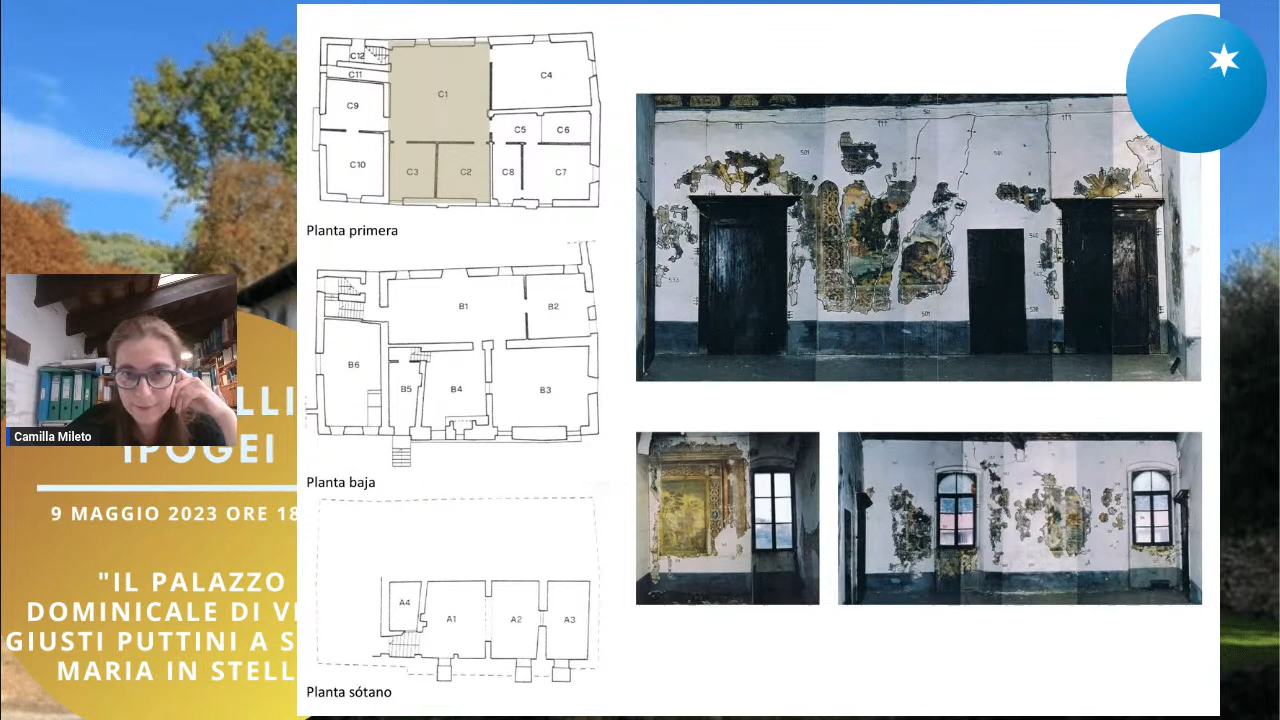 C12
C11
C1
C4
C9
C5
C6
C10
C3
C2
C8
C7
Planta primera
B1
B2
B6
B5
B4
B3
Planta baja
A4
A1
A2
A3
Planta sótano
Camilla Mileto
LLI
IPOGEI
9 MAGGIO 2023 ORE 18
"IL PALAZZO
DOMINICALE DI V
GIUSTI PUTTINI A S
MARIA IN STELL